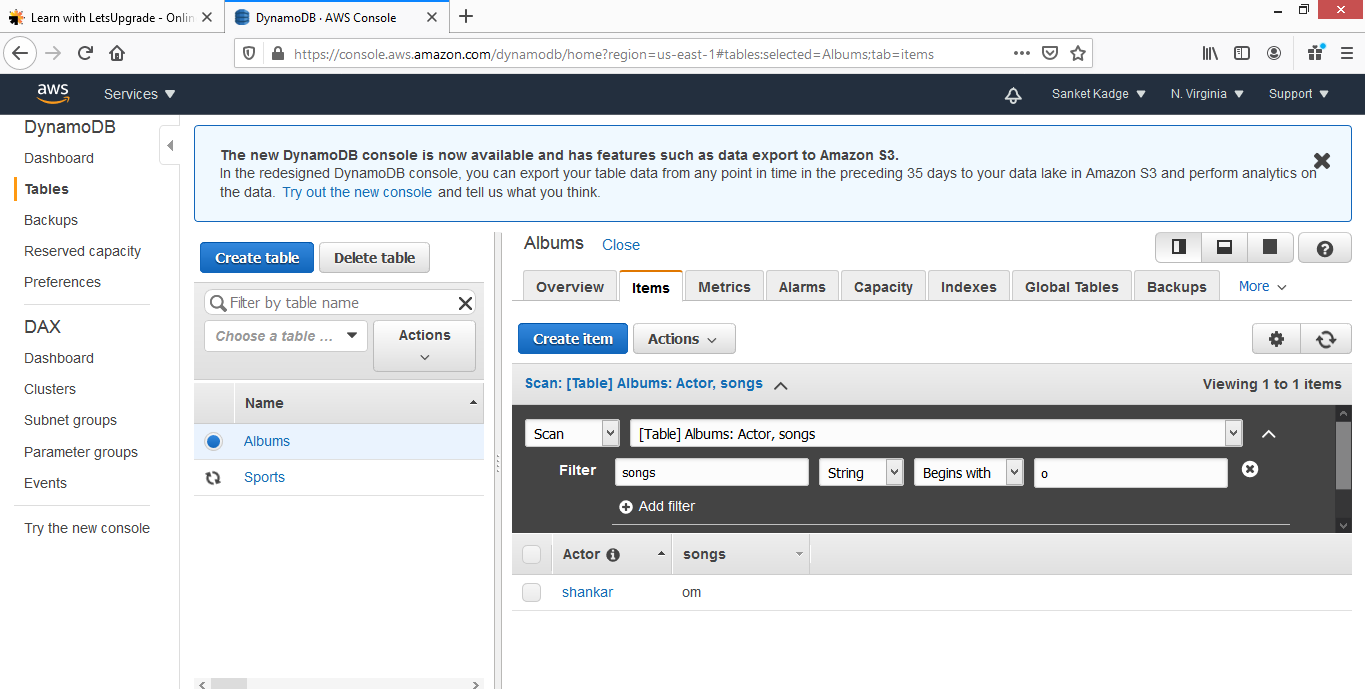 Learn with LetsUpgrade - Onlin
DynamoDB · AWS Console
https://console.aws.amazon.com/dynamodb/home?region=us-east-1#tables:selected=Albums;tab=items
aws
Services
Sanket Kadge
N. Virginia
Support
DynamoDB
Dashboard
Tables
Backups
Reserved capacity
Preferences
DAX
Dashboard
Clusters
Subnet groups
Parameter groups
Events
Try the new console
The new DynamoDB console is now available and has features such as data export to Amazon S3.
In the redesigned DynamoDB console, you can export your table data from any point in time in the preceding 35 days to your data lake in Amazon S3 and perform analytics on
the data. Try out the new console and tell us what you think.
Create table
Delete table
Filter by table name
Choose a table ...
Actions
Name
Albums
Sports
Albums
Close
Overview
Items
Metrics
Alarms
Capacity
Indexes
Global Tables
Backups
More
Create item
Actions
Scan: [Table] Albums: Actor, songs
Viewing 1 to 1 items
Scan
[Table] Albums: Actor, songs
Filter
songs
String
Begins with
o
Add filter
Actor
songs
shankar
om